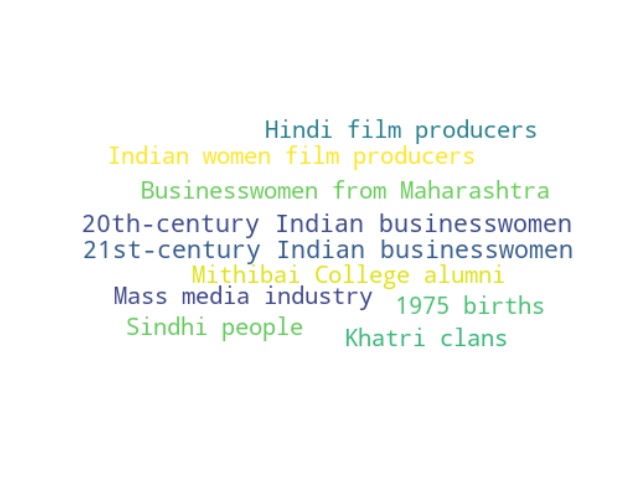 Hindi film producers
Indian women film producers
Businesswomen from Maharashtra
20th-century Indian businesswomen
21st-century Indian businesswomen
Mithibai College alumni
Mass media industry
1975 births
Sindhi people
Khatri clans